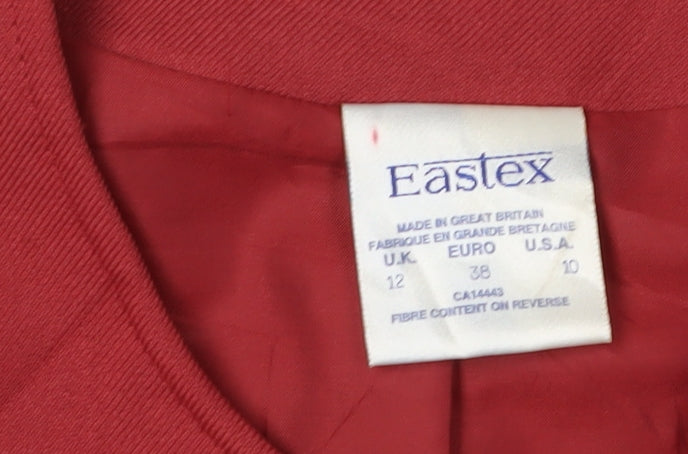 Eastex
MADE IN GREAT BRITAIN
FABRIQUE EN GRANDE BRETAGNE
U.K. EURO U.S.A.
12 38 10
CA14443
FIBRE CONTENT ON REVERSE